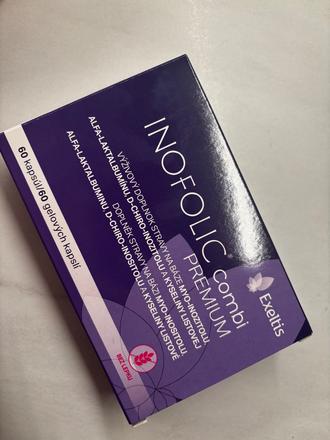 INOFOLIC Combi
PREMIUM
Exeltis
VÝŽIVOVÝ DOPLNOK STRAVY NA BÁZE MYO-INOZITOLU,
ALFA-LAKTALBUMÍNU, D-CHIRO-INOZITOLU A KYSELINY LISTOVEJ
DOPLNĚK STRAVY NA BÁZI MYO-INOSITOLU,
ALFA-LAKTALBUMINU, D-CHIRO-INOSITOLU A KYSELINY LISTOVÉ
60 kapsúl/60 gelových kapslí
BEZ LEPKU